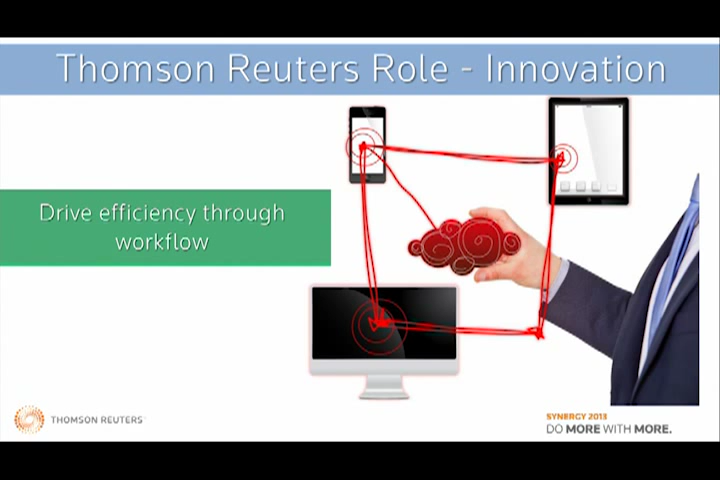 Thomson Reuters Role - Innovation
Drive efficiency through
workflow
THOMSON REUTERS
SYNERGY 2013
DO MORE WITH MORE.